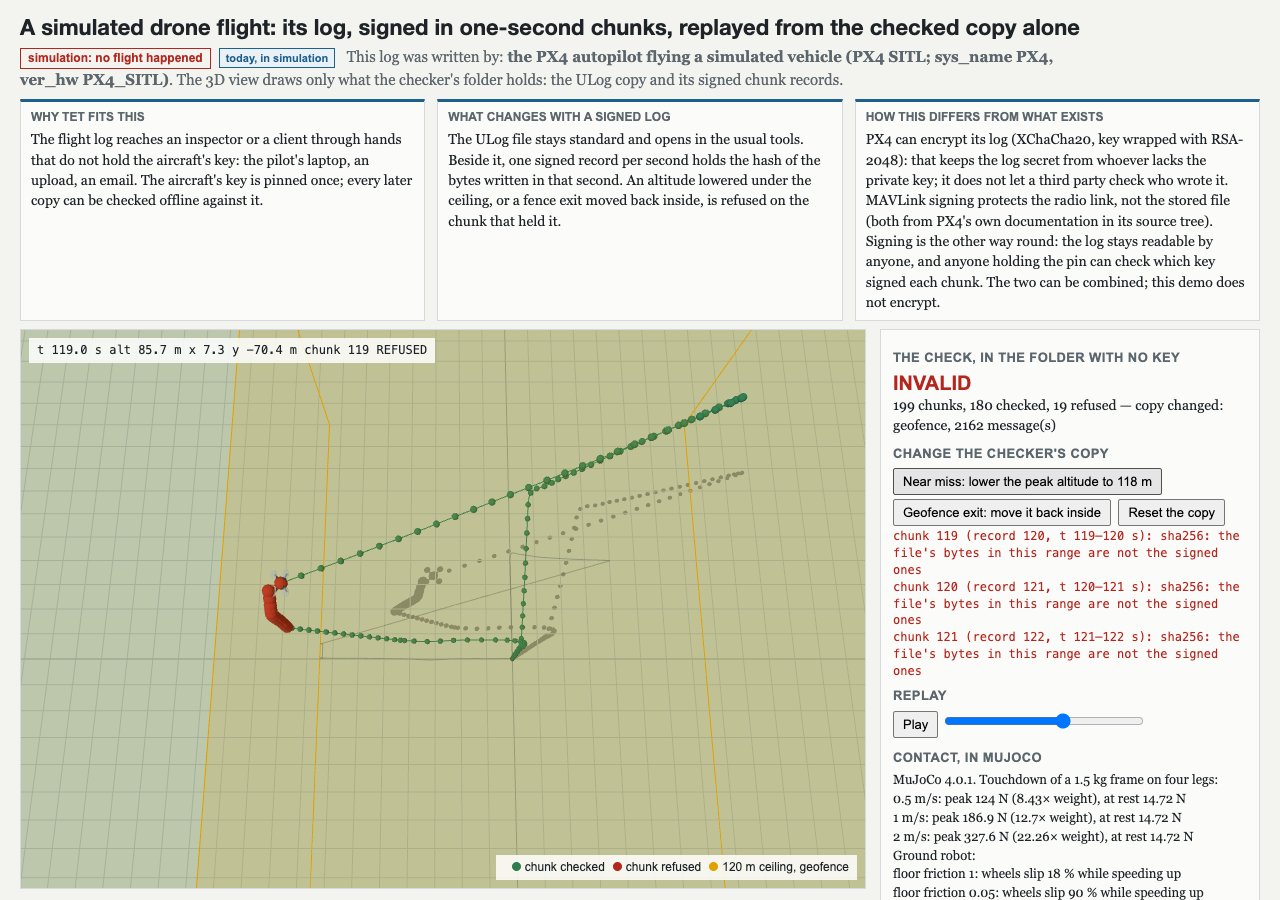 A simulated drone flight: its log, signed in one-second chunks, replayed from the checked copy alone
simulation: no flight happened today, in simulation This log was written by: the PX4 autopilot flying a simulated vehicle (PX4 SITL; sys_name PX4,
ver_hw PX4_SITL). The 3D view draws only what the checker's folder holds: the ULog copy and its signed chunk records.
WHY TET FITS THIS
The flight log reaches an inspector or a client through hands
that do not hold the aircraft's key: the pilot's laptop, an
upload, an email. The aircraft's key is pinned once; every later
copy can be checked offline against it.
WHAT CHANGES WITH A SIGNED LOG
The ULog file stays standard and opens in the usual tools.
Beside it, one signed record per second holds the hash of the
bytes written in that second. An altitude lowered under the
ceiling, or a fence exit moved back inside, is refused on the
chunk that held it.
HOW THIS DIFFERS FROM WHAT EXISTS
PX4 can encrypt its log (XChaCha20, key wrapped with RSA-
2048): that keeps the log secret from whoever lacks the
private key; it does not let a third party check who wrote it.
MAVLink signing protects the radio link, not the stored file
(both from PX4's own documentation in its source tree).
Signing is the other way round: the log stays readable by
anyone, and anyone holding the pin can check which key
signed each chunk. The two can be combined; this demo does
not encrypt.
t 119.0 s alt 85.7 m x 7.3 y −70.4 m chunk 119 REFUSED
chunk checked chunk refused 120 m ceiling, geofence
THE CHECK, IN THE FOLDER WITH NO KEY
INVALID
199 chunks, 180 checked, 19 refused — copy changed:
geofence, 2162 message(s)
CHANGE THE CHECKER'S COPY
Near miss: lower the peak altitude to 118 m
Geofence exit: move it back inside Reset the copy
chunk 119 (record 120, t 119–120 s): sha256: the
file's bytes in this range are not the signed
ones
chunk 120 (record 121, t 120–121 s): sha256: the
file's bytes in this range are not the signed
ones
chunk 121 (record 122, t 121–122 s): sha256: the
file's bytes in this range are not the signed
ones
REPLAY
Play
CONTACT, IN MUJOCO
MuJoCo 4.0.1. Touchdown of a 1.5 kg frame on four legs:
0.5 m/s: peak 124 N (8.43× weight), at rest 14.72 N
1 m/s: peak 186.9 N (12.7× weight), at rest 14.72 N
2 m/s: peak 327.6 N (22.26× weight), at rest 14.72 N
Ground robot:
floor friction 1: wheels slip 18 % while speeding up
floor friction 0.05: wheels slip 90 % while speeding up